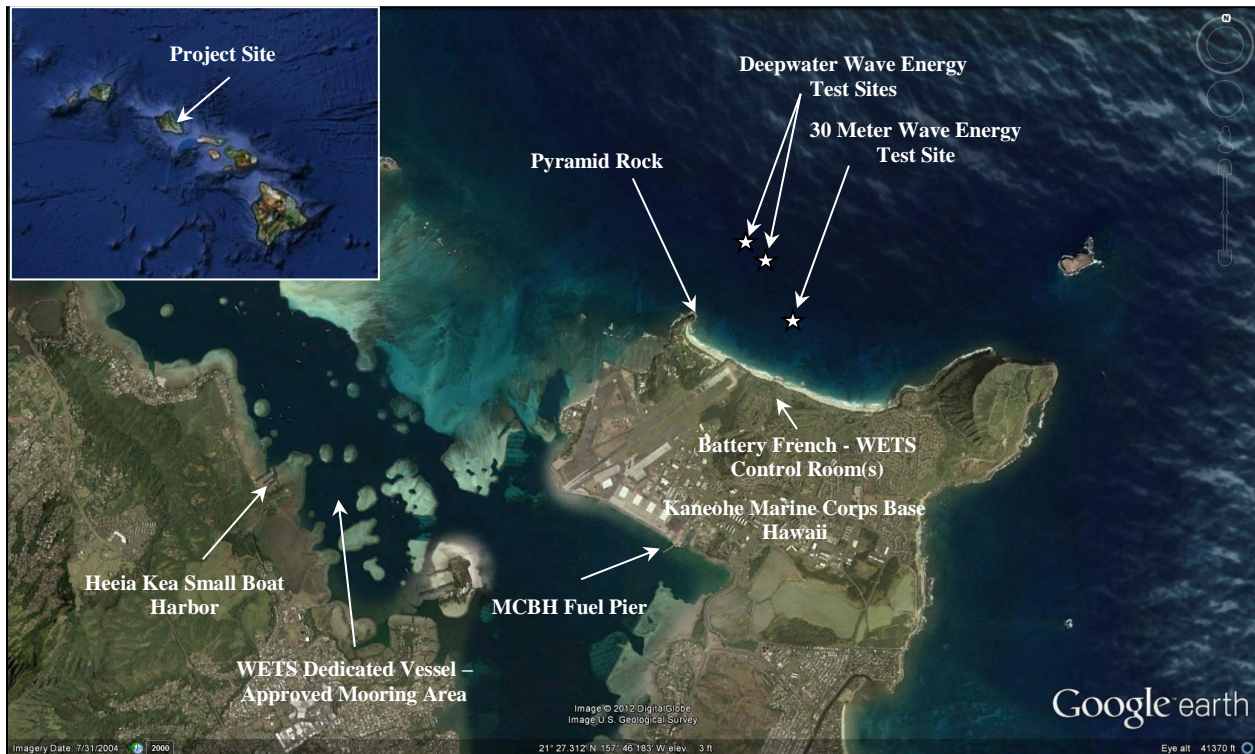 Project Site
Deepwater Wave Energy
Test Sites
30 Meter Wave Energy
Test Site
Pyramid Rock
N
Battery French - WETS
Control Room(s)
Kaneohe Marine Corps Base
Hawaii
Heeia Kea Small Boat
Harbor
MCBH Fuel Pier
WETS Dedicated Vessel –
Approved Mooring Area
Image © 2012 DigitalGlobe
Image U.S. Geological Survey
Google earth
Imagery Date: 7/31/2004 2000 21° 27.312' N 157° 46.183' W elev 3 ft Eye alt 41370 ft